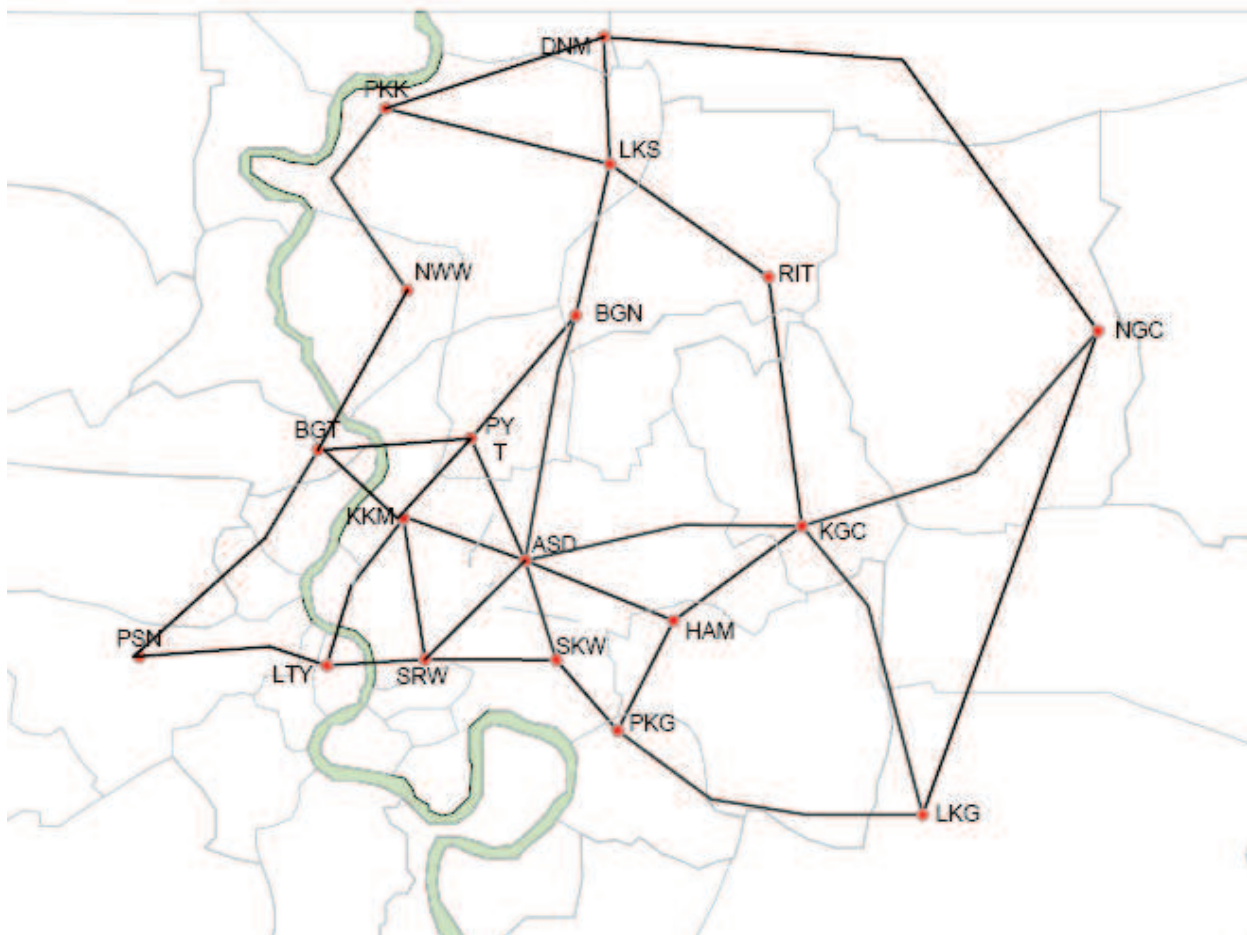 DNM
PKK
LKS
NWW
RIT
BGN
NGC
BGT
PY
T
KKM
ASD
KGC
HAM
PSN
LTY
SRW
SKW
PKG
LKG